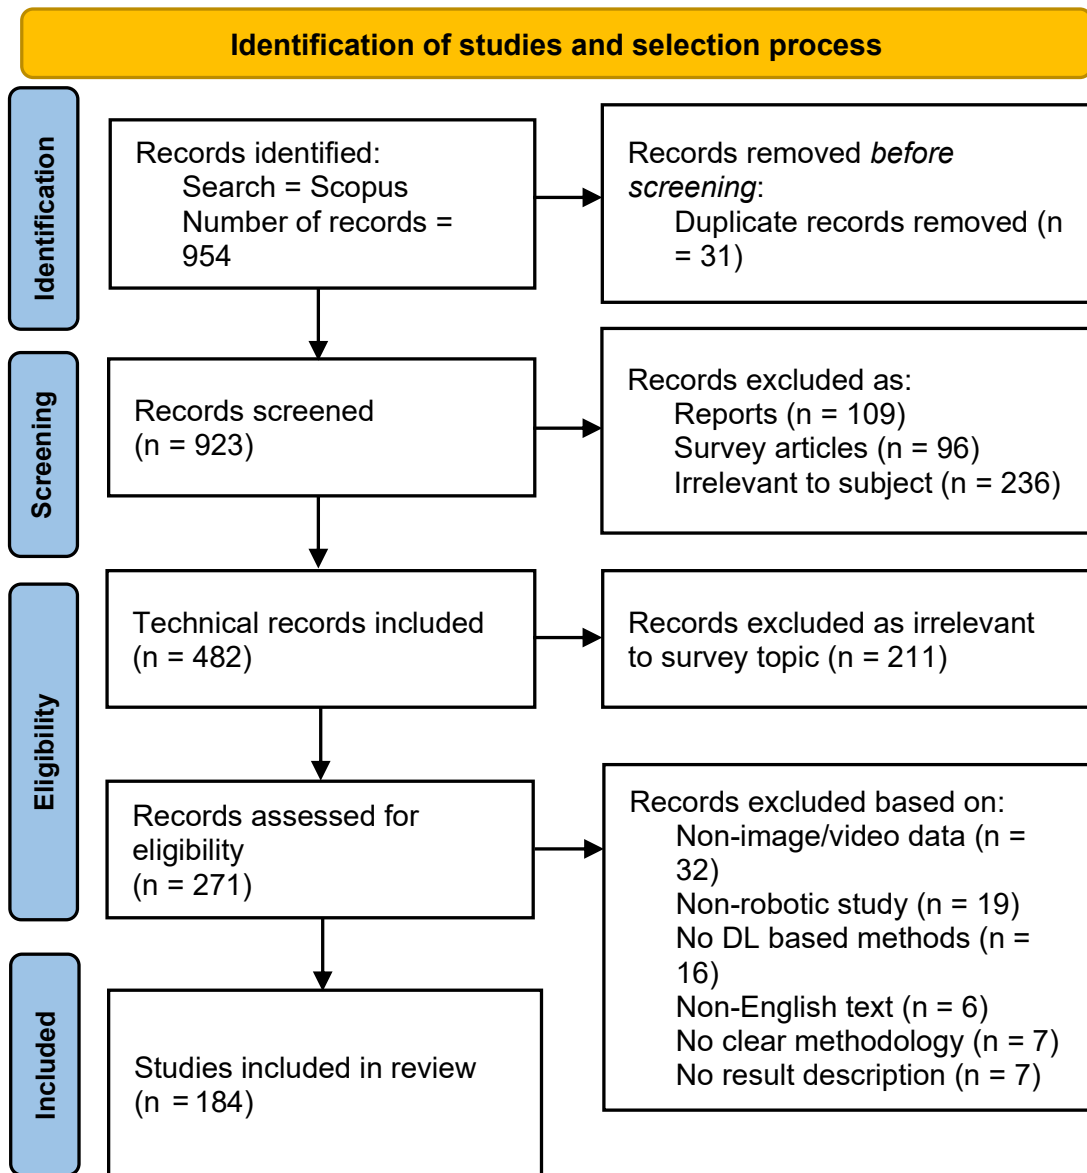 Identification of studies and selection process
Identification
Records identified:
Search = Scopus
Number of records =
954
Records removed before
screening:
Duplicate records removed (n
= 31)
Screening
Records screened
(n = 923)
Records excluded as:
Reports (n = 109)
Survey articles (n = 96)
Irrelevant to subject (n = 236)
Eligibility
Technical records included
(n = 482)
Records excluded as irrelevant
to survey topic (n = 211)
Records assessed for
eligibility
(n = 271)
Records excluded based on:
Non-image/video data (n =
32)
Non-robotic study (n = 19)
No DL based methods (n =
16)
Non-English text (n = 6)
No clear methodology (n = 7)
No result description (n = 7)
Included
Studies included in review
(n = 184)